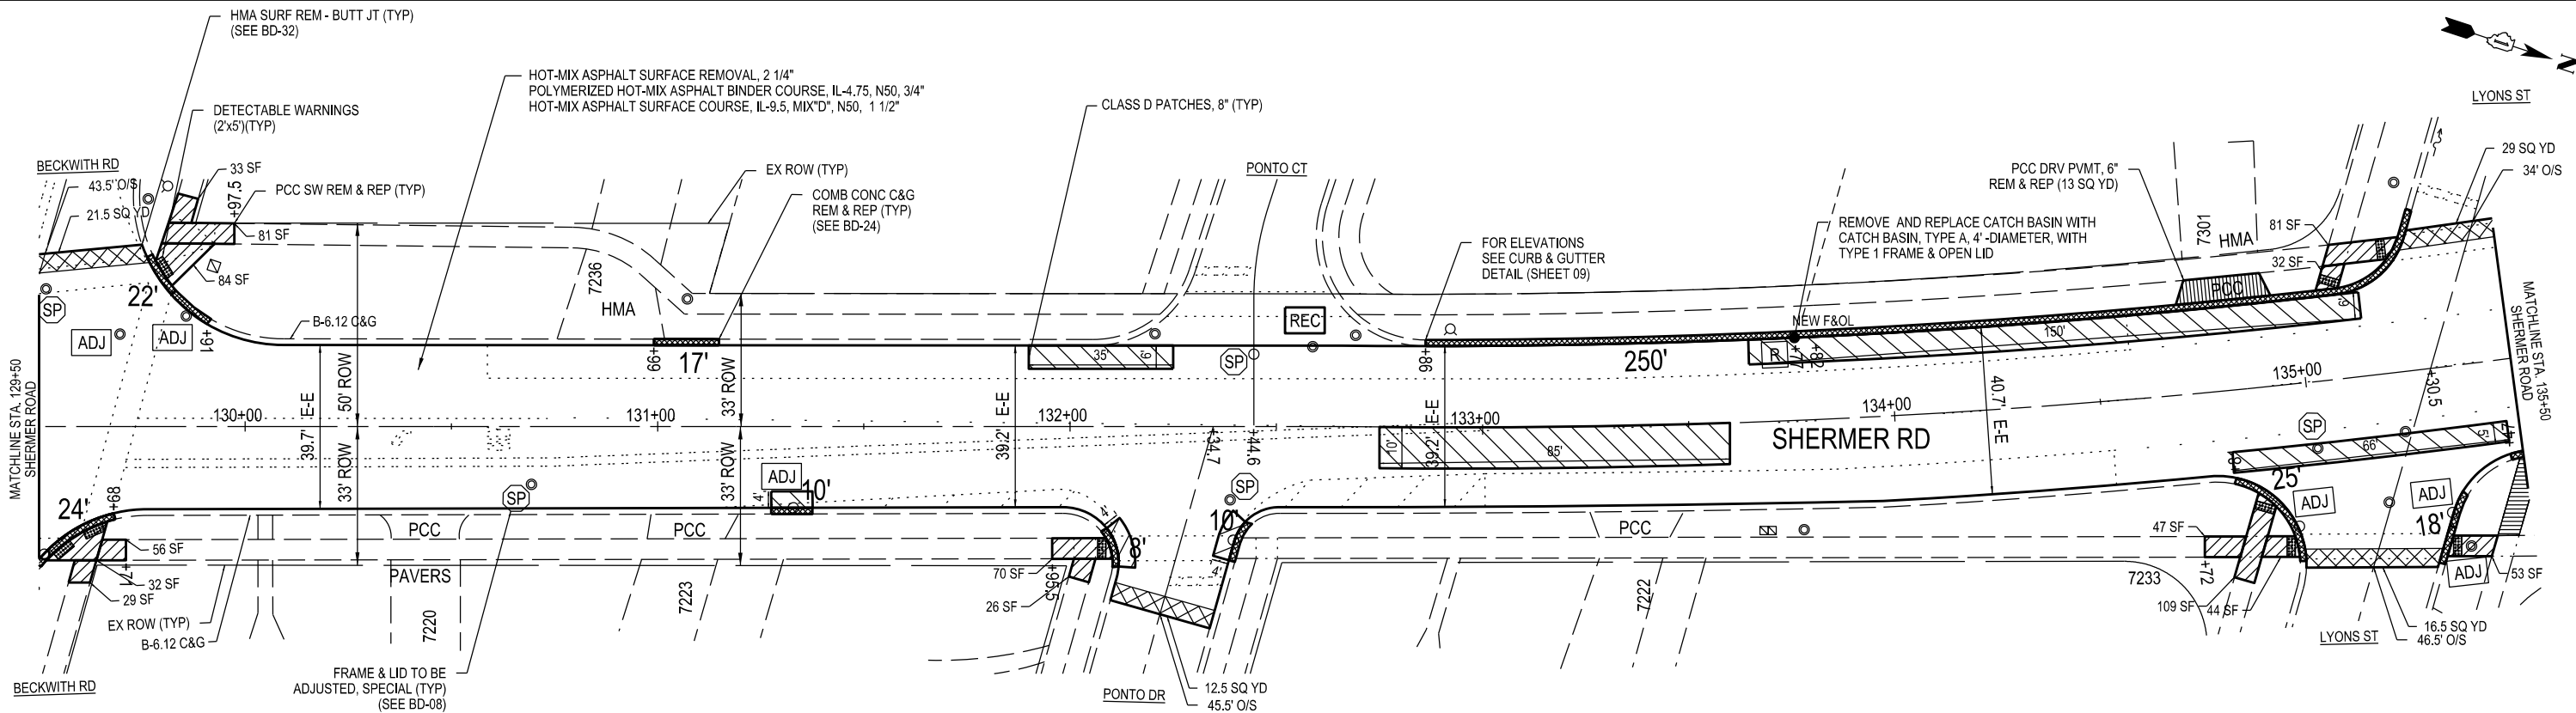 HMA SURF REM - BUTT JT (TYP)
(SEE BD-32)
HOT-MIX ASPHALT SURFACE REMOVAL, 2 1/4"
POLYMERIZED HOT-MIX ASPHALT BINDER COURSE, IL-4.75, N50, 3/4"
HOT-MIX ASPHALT SURFACE COURSE, IL-9.5, MIX"D", N50, 1 1/2"
DETECTABLE WARNINGS
(2'x5')(TYP)
CLASS D PATCHES, 8" (TYP)
N
LYONS ST
BECKWITH RD
43.5' O/S
21.5 SQ YD
33 SF
+97.5
PCC SW REM & REP (TYP)
81 SF
84 SF
EX ROW (TYP)
COMB CONC C&G
REM & REP (TYP)
(SEE BD-24)
PONTO CT
FOR ELEVATIONS
SEE CURB & GUTTER
DETAIL (SHEET 09)
PCC DRV PVMT, 6"
REM & REP (13 SQ YD)
REMOVE AND REPLACE CATCH BASIN WITH
CATCH BASIN, TYPE A, 4' -DIAMETER, WITH
TYPE 1 FRAME & OPEN LID
7301
HMA
81 SF
32 SF
29 SQ YD
34' O/S
SP
22'
ADJ
ADJ
+91
B-6.12 C&G
7236
HMA
+99
17'
REC
SP
35'
+86
NEW F&OL
PCC
150'
R
+77
+82
250'
MATCHLINE STA. 129+50
SHERMER ROAD
130+00
39.7' E-E
50' ROW
33' ROW
131+00
33' ROW
33' ROW
132+00
39.2' E-E
+34.7
+44.6
133+00
39.2' E-E
10'
85'
134+00
SHERMER RD
40.7' E-E
135+00
+30.5
MATCHLINE STA. 135+50
SHERMER ROAD
SP
66'
5'
+47
24'
+68
SP
ADJ
4'
10'
4'
8'
SP
10'
4'
25'
ADJ
ADJ
18'
ADJ
56 SF
+71
32 SF
29 SF
PCC
PAVERS
7220
PCC
7223
70 SF
26 SF
+95.5
PCC
7222
47 SF
+72
7233
109 SF
44 SF
53 SF
16.5 SQ YD
46.5' O/S
LYONS ST
EX ROW (TYP)
B-6.12 C&G
FRAME & LID TO BE
ADJUSTED, SPECIAL (TYP)
(SEE BD-08)
BECKWITH RD
PONTO DR
12.5 SQ YD
45.5' O/S